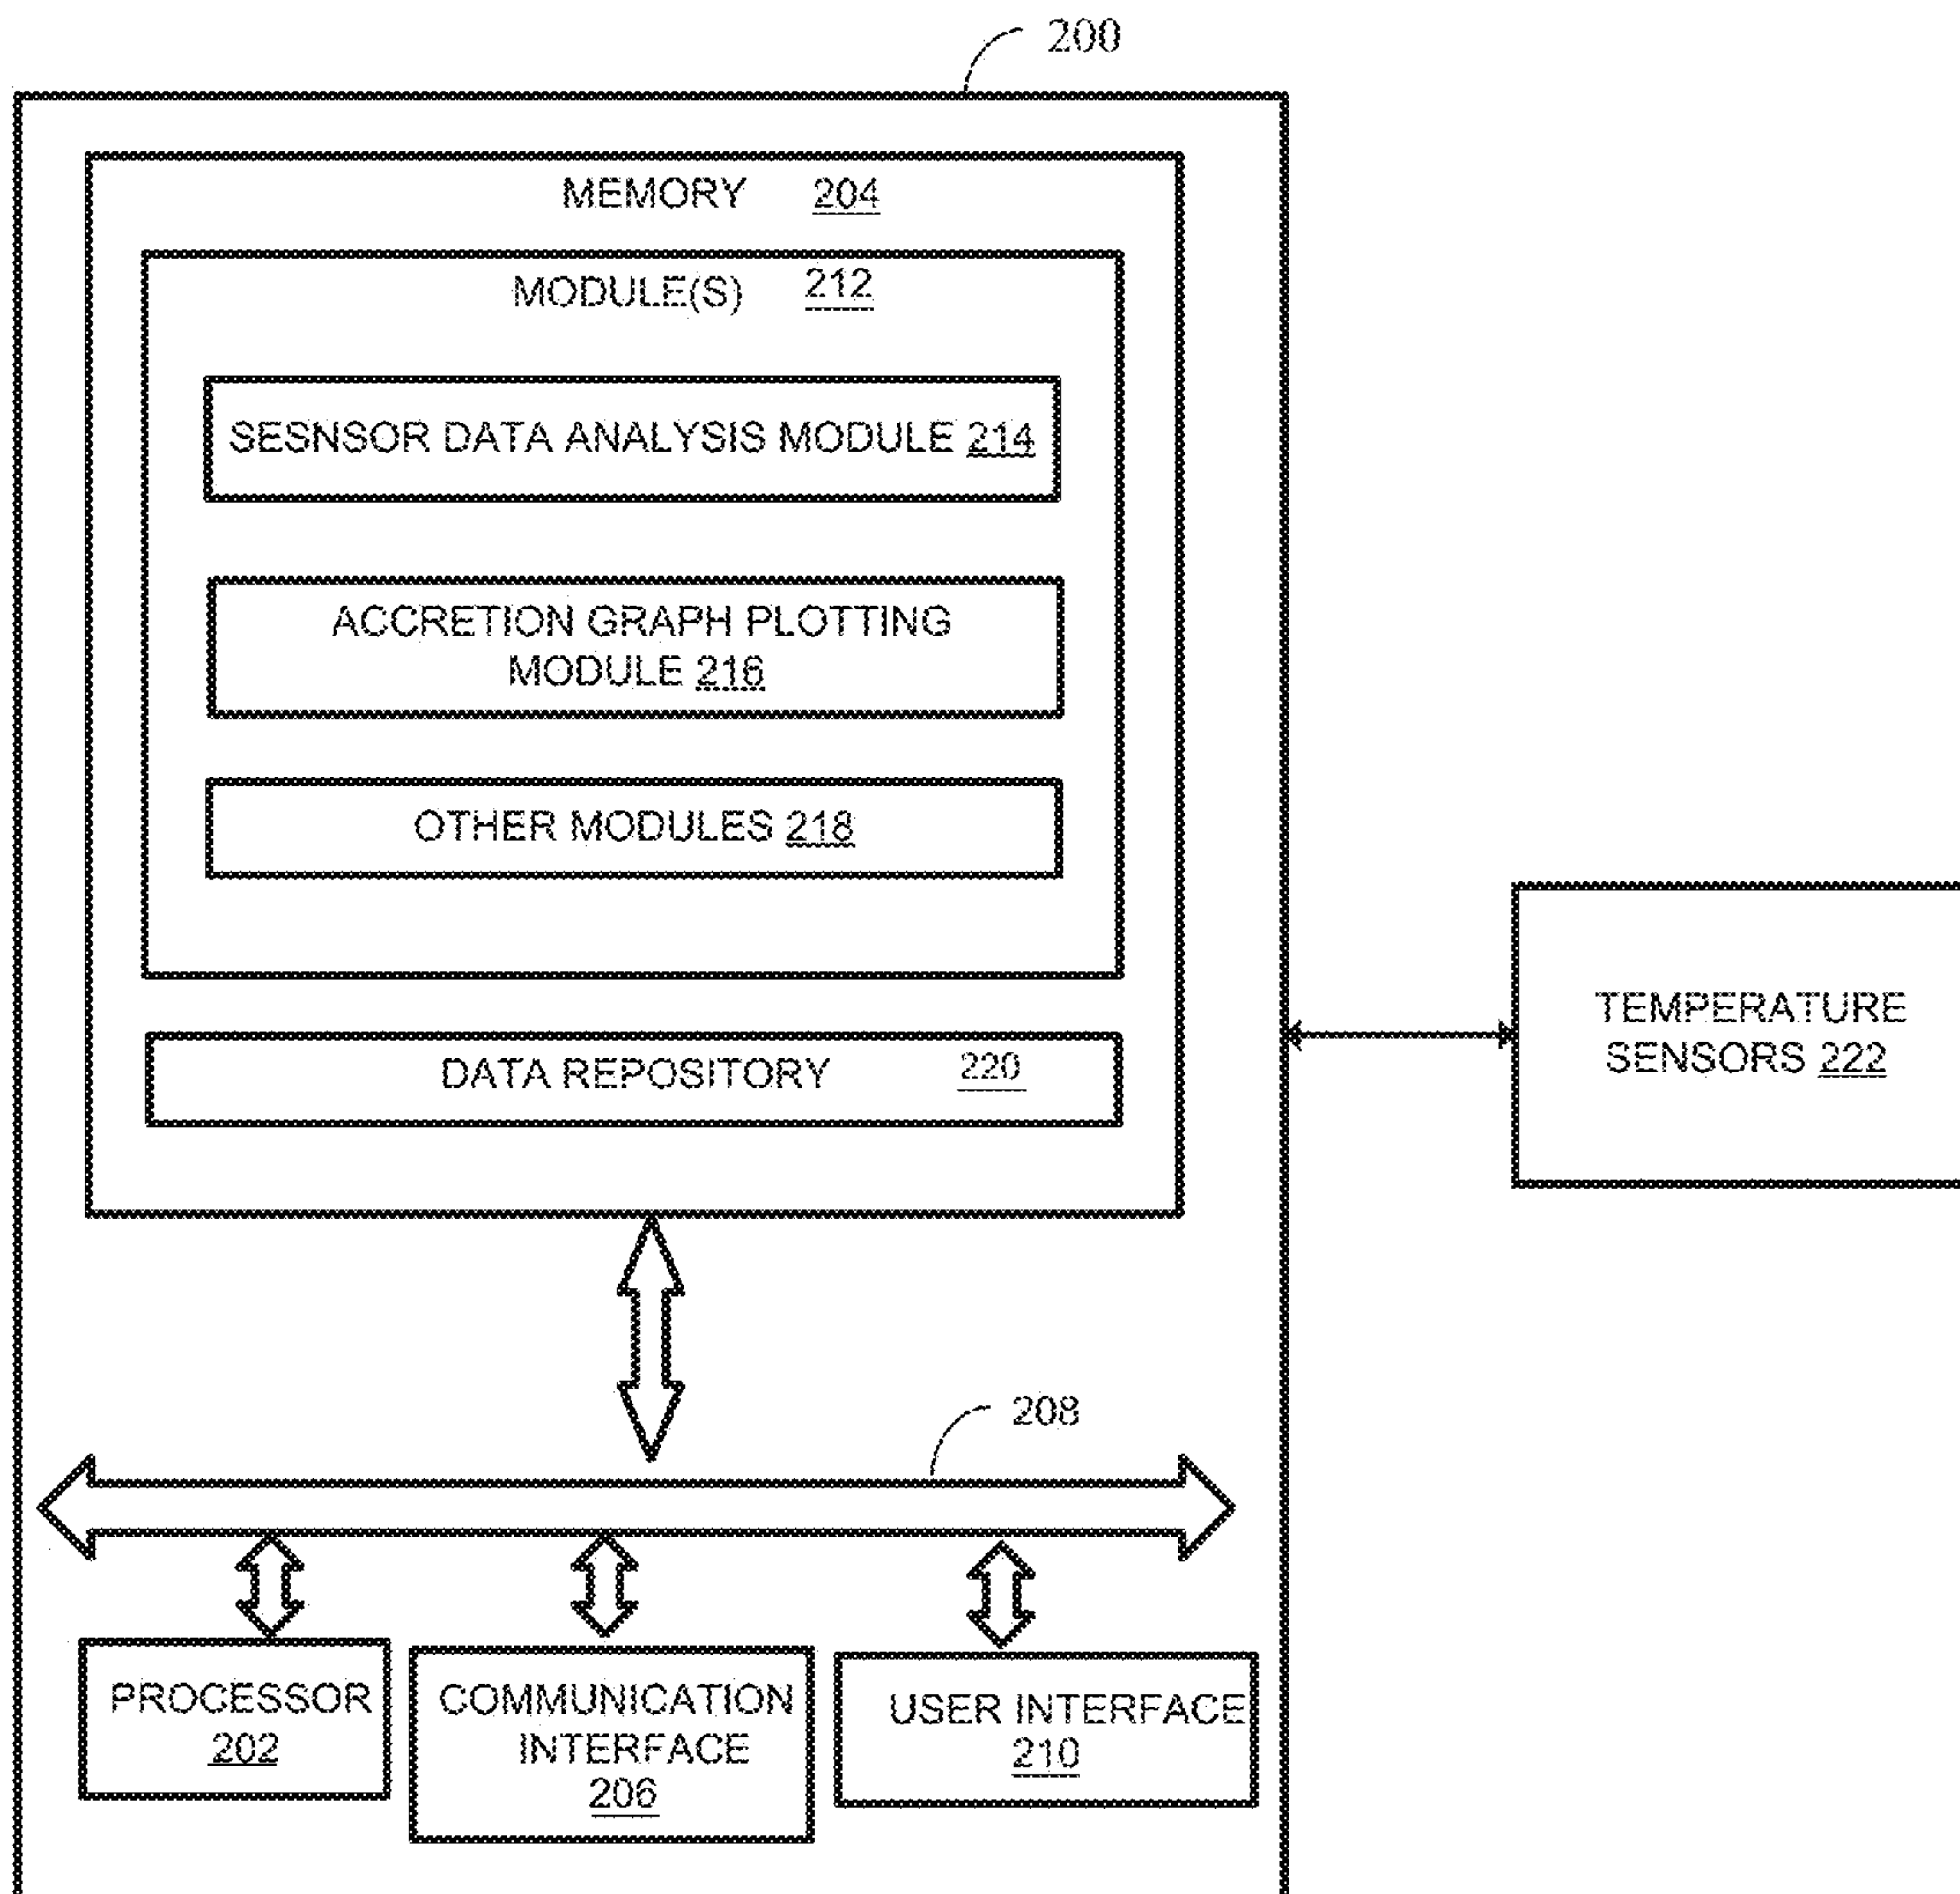 200
MEMORY 204
MODULE(S) 212
SESNSOR DATA ANALYSIS MODULE 214
ACCRETION GRAPH PLOTTING
MODULE 216
OTHER MODULES 218
DATA REPOSITORY 220
TEMPERATURE
SENSORS 222
208
PROCESSOR
202
COMMUNICATION
INTERFACE
206
USER INTERFACE
210